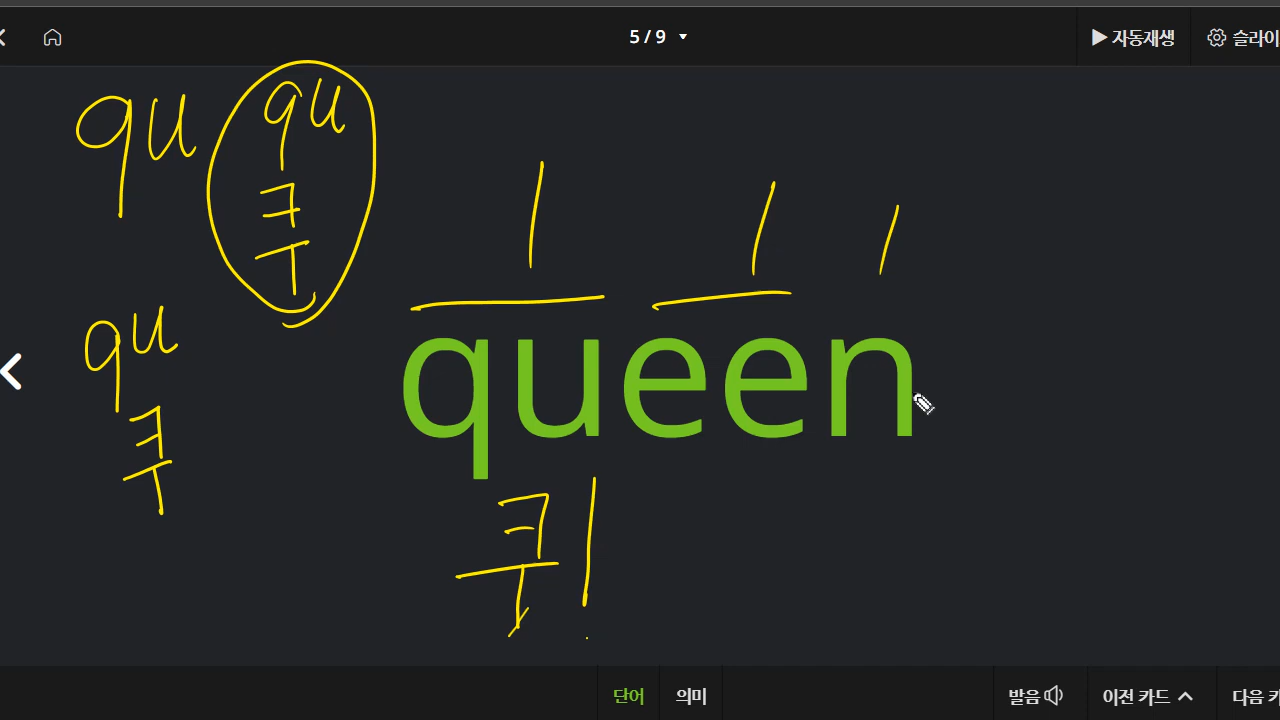 5 / 9
자동재생
슬라이
qu
qu
쿠
qu
쿠
queen
퀴
단어
의미
발음
이전 카드
다음 카